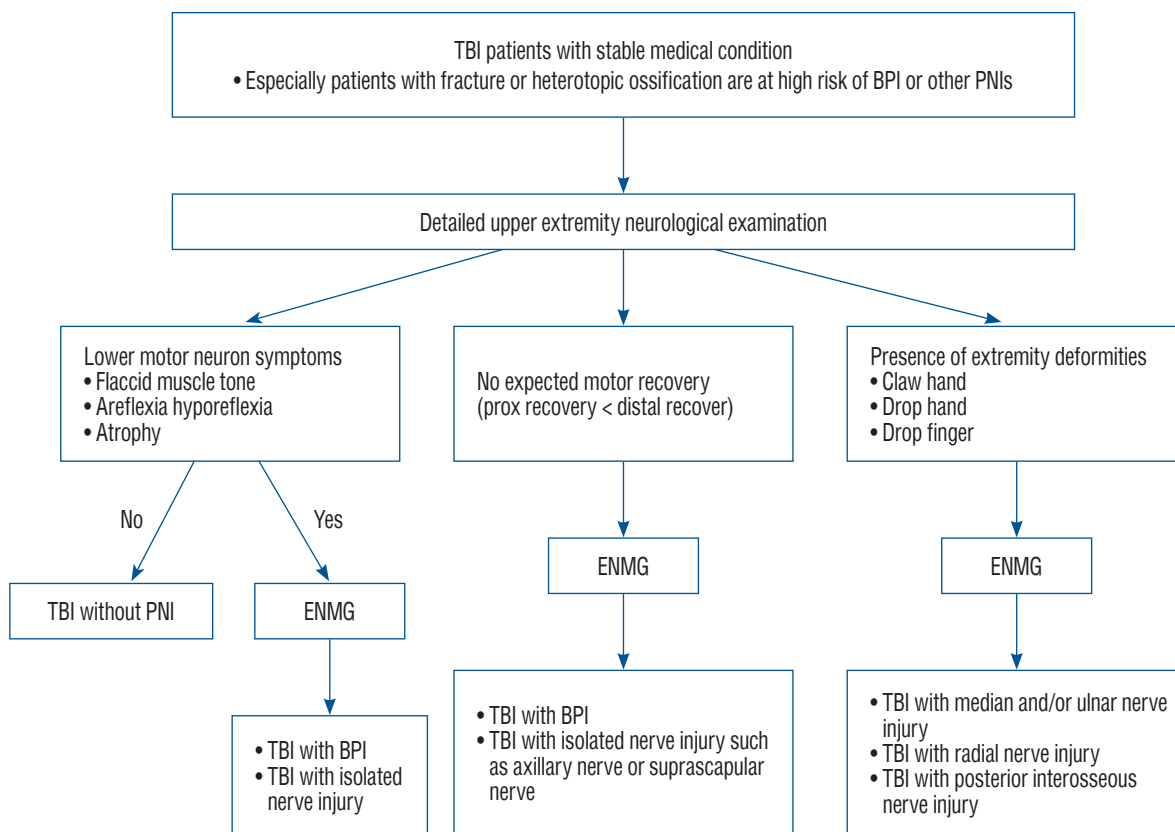 TBI patients with stable medical condition
• Especially patients with fracture or heterotopic ossification are at high risk of BPI or other PNIs
Detailed upper extremity neurological examination
Lower motor neuron symptoms
• Flaccid muscle tone
• Areflexia hyporeflexia
• Atrophy
No expected motor recovery
(prox recovery < distal recover)
Presence of extremity deformities
• Claw hand
• Drop hand
• Drop finger
No
Yes
TBI without PNI
ENMG
ENMG
ENMG
• TBI with BPI
• TBI with isolated
nerve injury
• TBI with BPI
• TBI with isolated nerve injury such
as axillary nerve or suprascapular
nerve
• TBI with median and/or ulnar nerve
injury
• TBI with radial nerve injury
• TBI with posterior interosseous
nerve injury